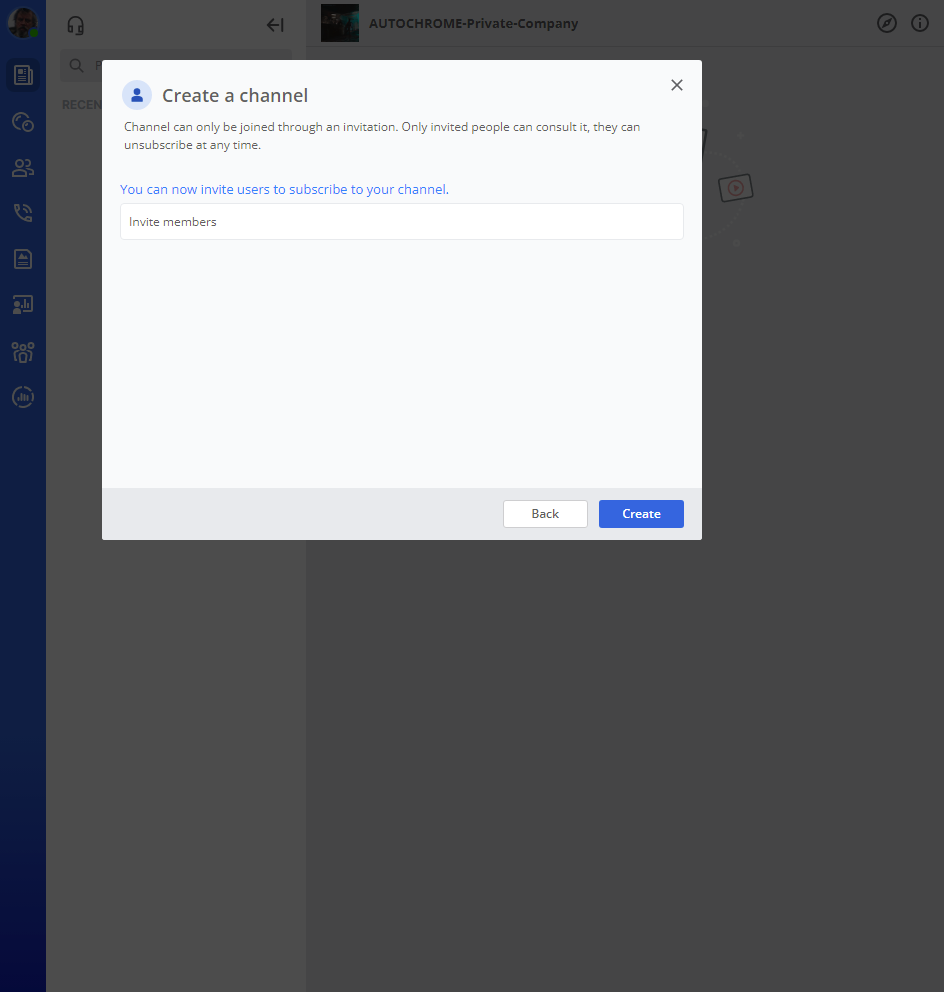 AUTOCHROME-Private-Company
RECEN
Create a channel
Channel can only be joined through an invitation. Only invited people can consult it, they can
unsubscribe at any time.
You can now invite users to subscribe to your channel.
Invite members
Back
Create